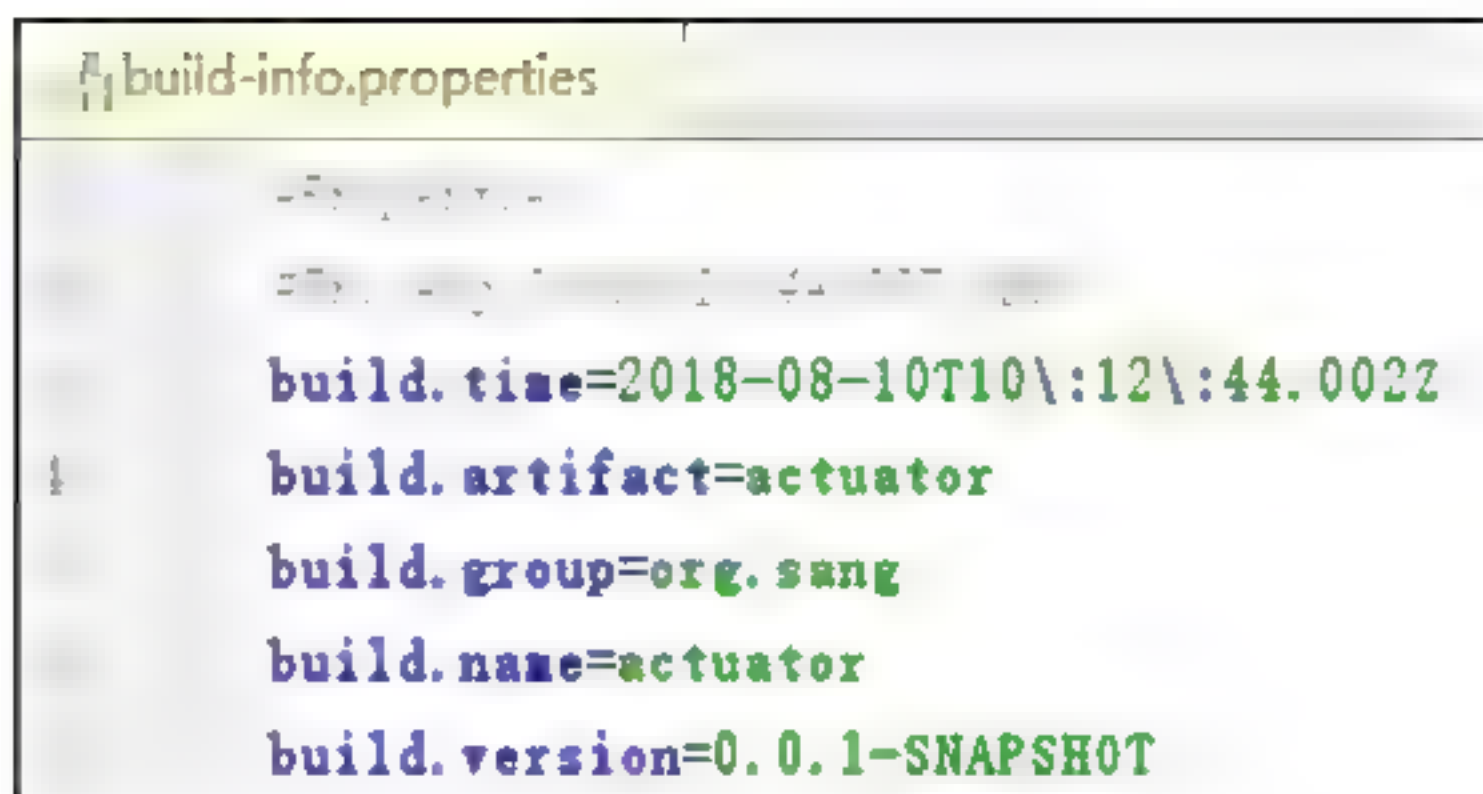 build-info.properties
build.time=2018-08-10T10\:12\:44.002Z
build.artifact=actuator
build.group=org.sang
build.name=actuator
build.version=0.0.1-SNAPSHOT